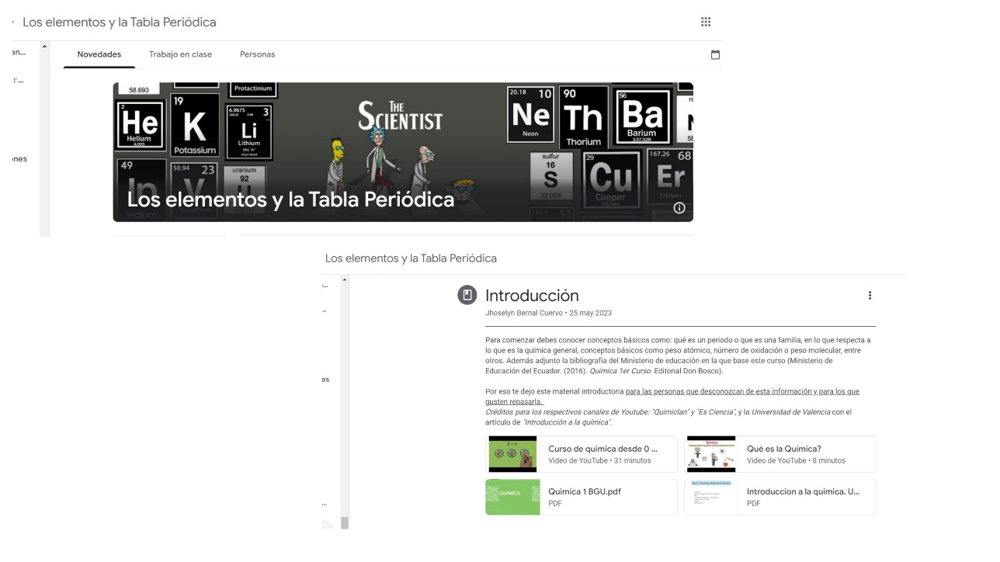 Los elementos y la Tabla Periódica
an...
Novedades
Trabajo en clase
Personas
r...
ones
58.693
Protactinium
2
He
Helium
4.003
19
K
Potassium
6.9675 3
Li
Lithium
[He] 2s¹
THE
SCIENTIST
20.18 10
Ne
Neon
90
Th
Thorium
56
Ba
Barium
137.328
49
In
Indium
50.94 23
V
Vanadium
uranium
92
U
sulfur
16
S
32.065
29
Cu
Copper
167.26 68
Er
Erbium
126.8 53
Los elementos y la Tabla Periódica
Los elementos y la Tabla Periódica
Introducción
Jhoselyn Bernal Cuervo • 25 may 2023
Para comenzar debes conocer conceptos básicos como: qué es un periodo o que es una familia, en lo que respecta a
lo que es la química general, conceptos básicos como peso atómico, número de oxidación o peso molecular, entre
otros. Además adjunto la bibliografía del Ministerio de educación en la que base este curso (Ministerio de
Educación del Ecuador. (2016). Química 1er Curso. Editorial Don Bosco).
Por eso te dejo este material introductoria para las personas que desconozcan de esta información y para los que
gusten repasarla.
Créditos para los respectivos canales de Youtube: "Quimiclan" y "Es Ciencia", y la Universidad de Valencia con el
artículo de "Introducción a la química".
es
Z=3
Curso de química desde 0 ...
Video de YouTube • 31 minutos
Química
Qué es la Química?
Video de YouTube • 8 minutos
QUÍMICA
Quimica 1 BGU.pdf
PDF
Introduccion a la quimica. U...
PDF